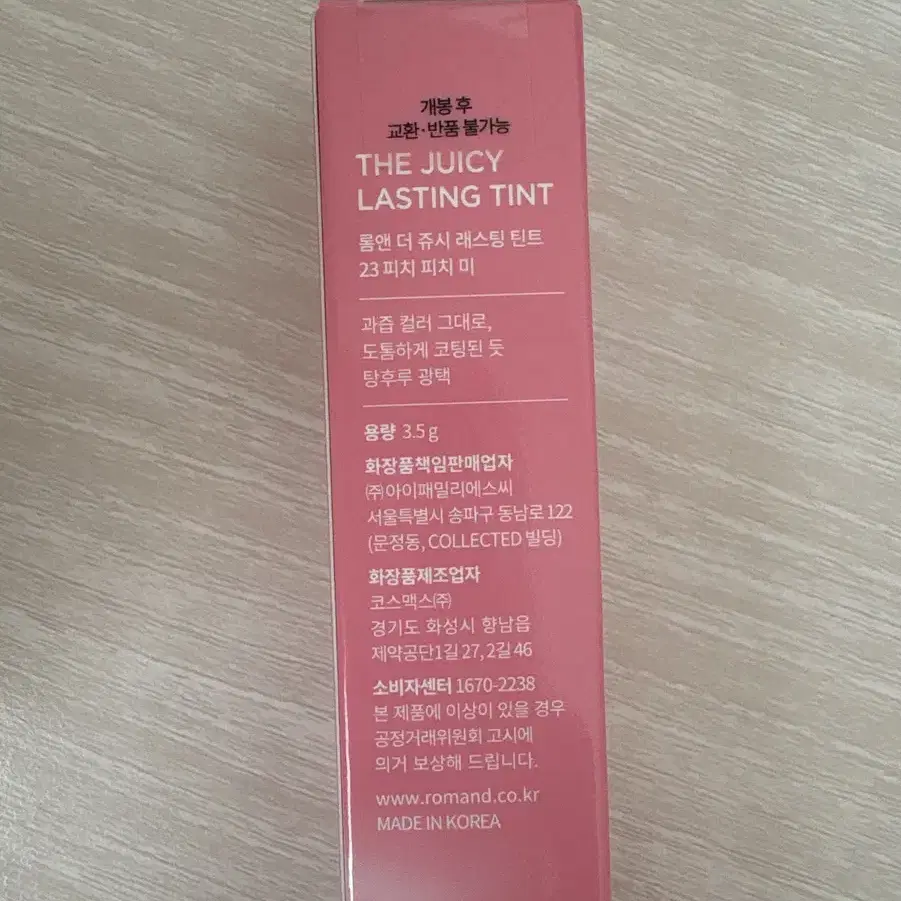 개봉 후
교환·반품 불가능
THE JUICY
LASTING TINT
롬앤 더 쥬시 래스팅 틴트
23 피치 피치 미
과즙 컬러 그대로,
도톰하게 코팅된 듯
탕후루 광택
용량 3.5 g
화장품책임판매업자
㈜아이패밀리에스씨
서울특별시 송파구 동남로 122
(문정동, COLLECTED 빌딩)
화장품제조업자
코스맥스㈜
경기도 화성시 향남읍
제약공단1길 27, 2길 46
소비자센터 1670-2238
본 제품에 이상이 있을 경우
공정거래위원회 고시에
의거 보상해 드립니다.
www.romand.co.kr
MADE IN KOREA